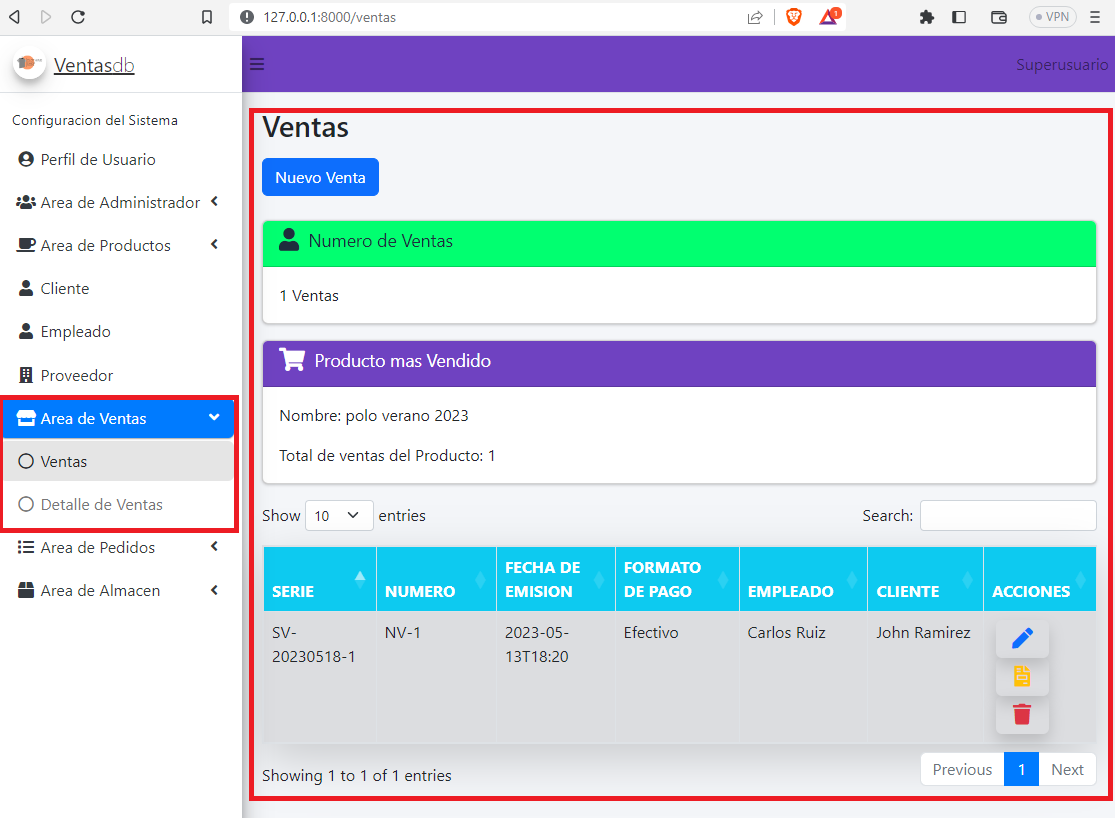 127.0.0.1:8000/ventas
1
VPN
Ventasdb
Superusuario
Configuracion del Sistema
Perfil de Usuario
Area de Administrador
Area de Productos
Cliente
Empleado
Proveedor
Area de Ventas
Ventas
Detalle de Ventas
Area de Pedidos
Area de Almacen
Ventas
Nuevo Venta
Numero de Ventas
1 Ventas
Producto mas Vendido
Nombre: polo verano 2023
Total de ventas del Producto: 1
Show 10 entries Search:
SERIE NUMERO FECHA DE EMISION FORMATO DE PAGO EMPLEADO CLIENTE ACCIONES
SV-20230518-1 NV-1 2023-05-13T18:20 Efectivo Carlos Ruiz John Ramirez
Showing 1 to 1 of 1 entries Previous 1 Next